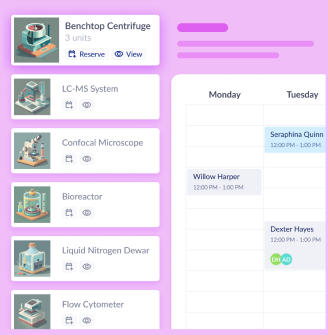 Benchtop Centrifuge
3 units
Reserve
View
LC-MS System
Confocal Microscope
Bioreactor
Liquid Nitrogen Dewar
Flow Cytometer
Monday
Tuesday
Seraphina Quinn
12:00 PM - 1:00 PM
Willow Harper
12:00 PM - 1:00 PM
Dexter Hayes
12:00 PM - 1:00 PM
DH
AD